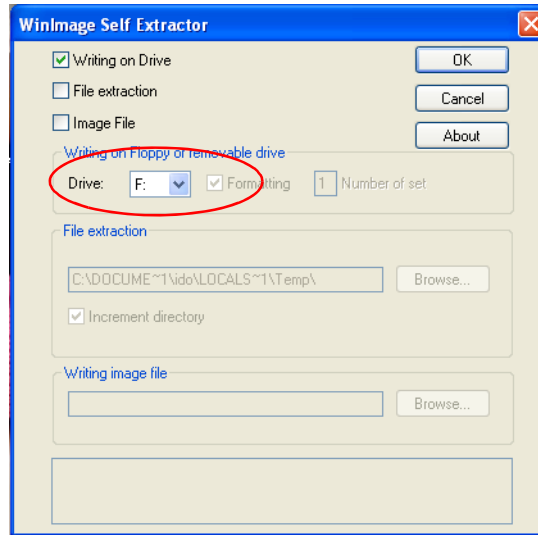 WinImage Self Extractor
Writing on Drive
OK
File extraction
Cancel
Image File
About
Writing on Floppy or removable drive
Drive: F: Formatting 1 Number of set
File extraction
C:\DOCUME~1\ido\LOCALS~1\Temp\ Browse...
Increment directory
Writing image file
Browse...